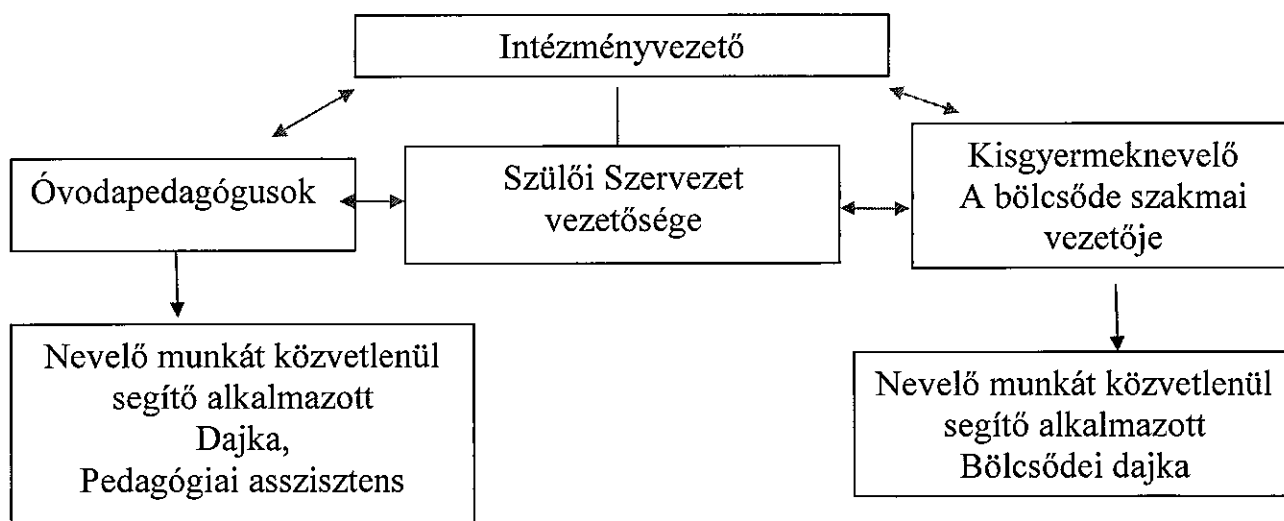 Intézményvezető
Óvodapedagógusok
Szülői Szervezet
vezetősége
Kisgyermeknevelő
A bölcsőde szakmai
vezetője
Nevelő munkát közvetlenül
segítő alkalmazott
Dajka,
Pedagógiai asszisztens
Nevelő munkát közvetlenül
segítő alkalmazott
Bölcsődei dajka